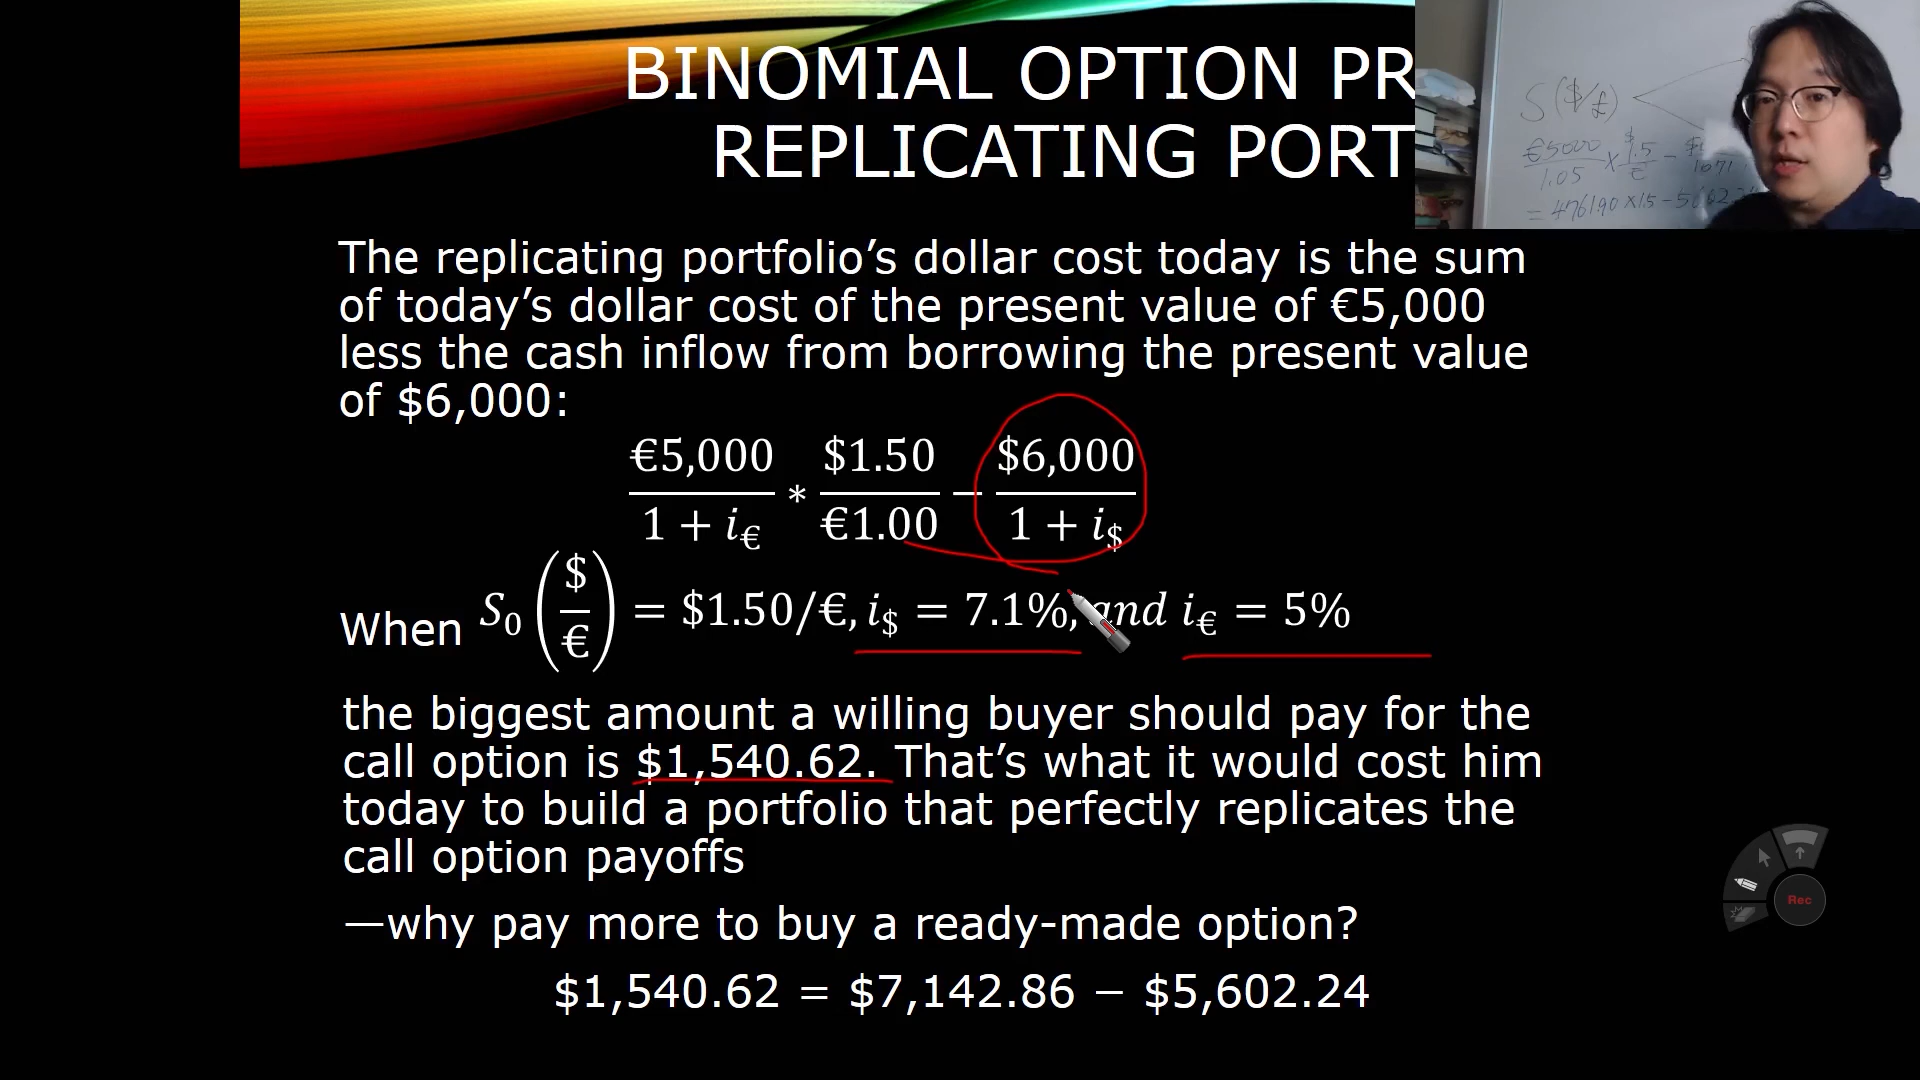 BINOMIAL OPTION PR
REPLICATING PORT
S($/£)
€5000/1.05 × $1.5/€ −
= 4761.90 × 1.5 −
The replicating portfolio’s dollar cost today is the sum
of today’s dollar cost of the present value of €5,000
less the cash inflow from borrowing the present value
of $6,000:
€5,000/(1 + i€) * $1.50/€1.00 − $6,000/(1 + i$)
When S₀($/€) = $1.50/€, i$ = 7.1%, and i€ = 5%
the biggest amount a willing buyer should pay for the
call option is $1,540.62. That’s what it would cost him
today to build a portfolio that perfectly replicates the
call option payoffs
—why pay more to buy a ready-made option?
$1,540.62 = $7,142.86 − $5,602.24
Rec